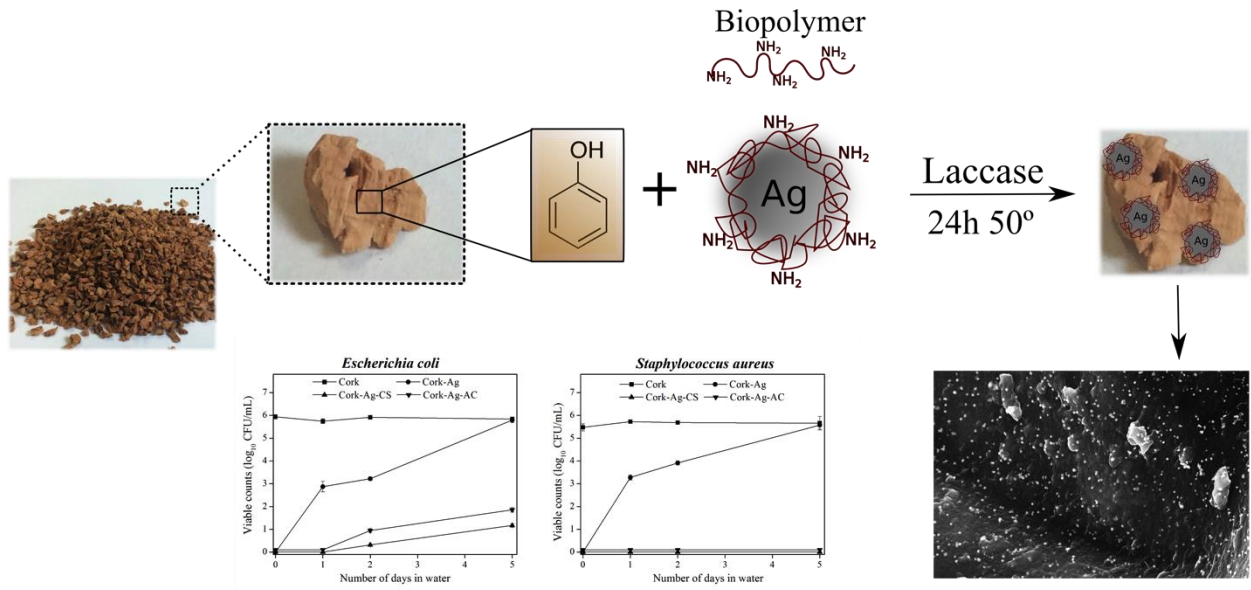 Biopolymer
NH2
NH2
NH2
NH2
NH2
NH2
NH2
NH2
NH2
NH2
NH2
OH
+
Ag
Laccase
24h 50º
Ag
Ag
Ag
Ag
Escherichia coli
Cork
Cork-Ag
Cork-Ag-CS
Cork-Ag-AC
Viable counts (log10 CFU/mL)
7
6
5
4
3
2
1
0
0
1
2
5
Number of days in water
Staphylococcus aureus
Cork
Cork-Ag
Cork-Ag-CS
Cork-Ag-AC
Viable counts (log10 CFU/mL)
7
6
5
4
3
2
1
0
0
1
2
5
Number of days in water